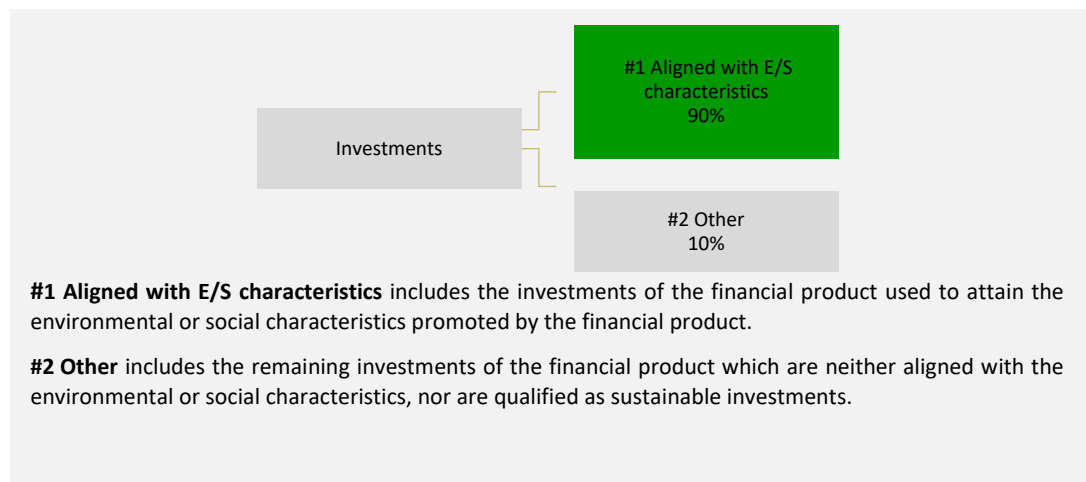 #1 Aligned with E/S
characteristics
90%
Investments
#2 Other
10%
#1 Aligned with E/S characteristics includes the investments of the financial product used to attain the
environmental or social characteristics promoted by the financial product.
#2 Other includes the remaining investments of the financial product which are neither aligned with the
environmental or social characteristics, nor are qualified as sustainable investments.